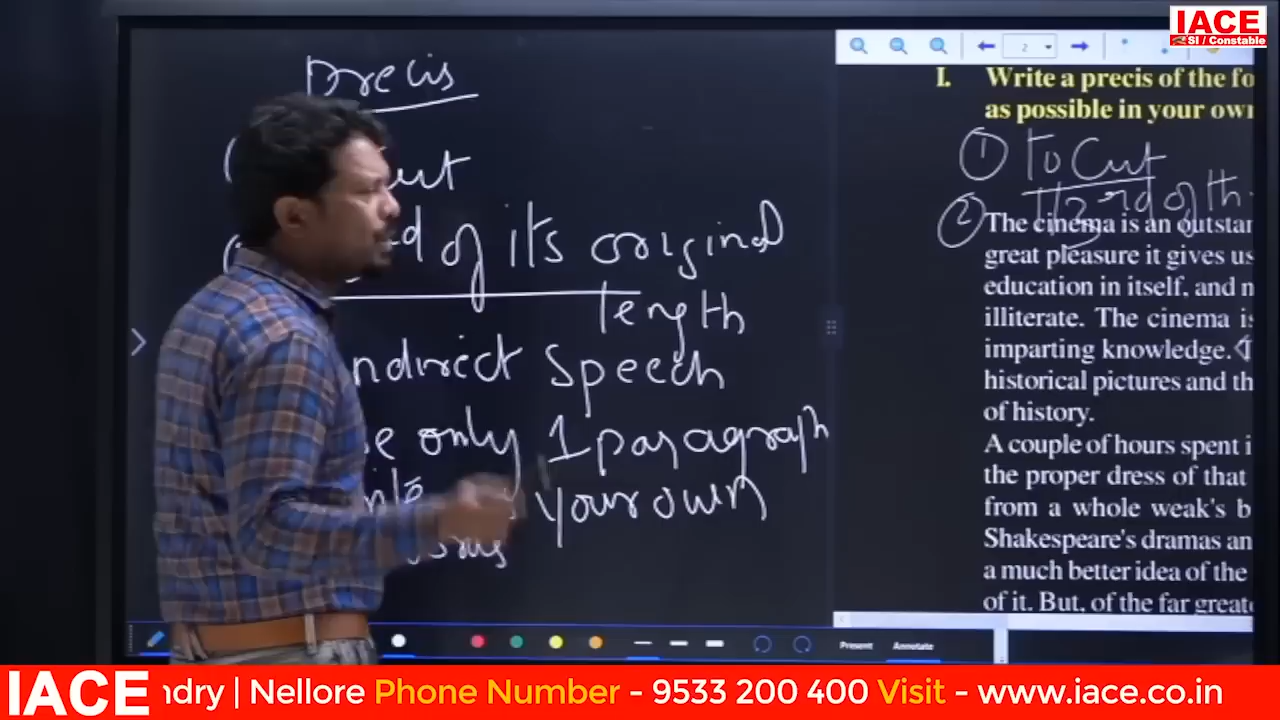 IACE
SI / Constable
Precis
ut
d of its original
length
ndirect Speech
e only 1 paragraph
your own
2
I. Write a precis of the fo
as possible in your own
① To Cut
② 1/3 rd of th
The cinema is an outstar
great pleasure it gives us
education in itself, and n
illiterate. The cinema is
imparting knowledge.
historical pictures and th
of history.
A couple of hours spent i
the proper dress of that
from a whole weak's b
Shakespeare's dramas an
a much better idea of the
of it. But, of the far greate
Present
Annotate
IACE
ndry | Nellore Phone Number - 9533 200 400 Visit - www.iace.co.in